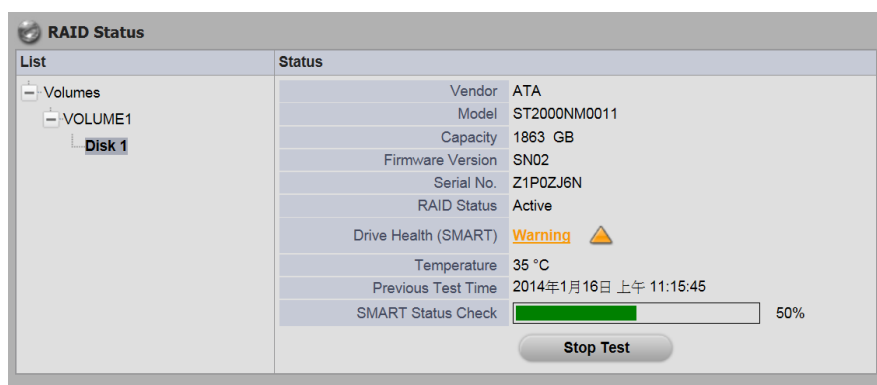 RAID Status
List
Status
Volumes
VOLUME1
Disk 1
Vendor ATA
Model ST2000NM0011
Capacity 1863 GB
Firmware Version SN02
Serial No. Z1P0ZJ6N
RAID Status Active
Drive Health (SMART) Warning
Temperature 35 °C
Previous Test Time 2014年1月16日 上午 11:15:45
SMART Status Check 50%
Stop Test